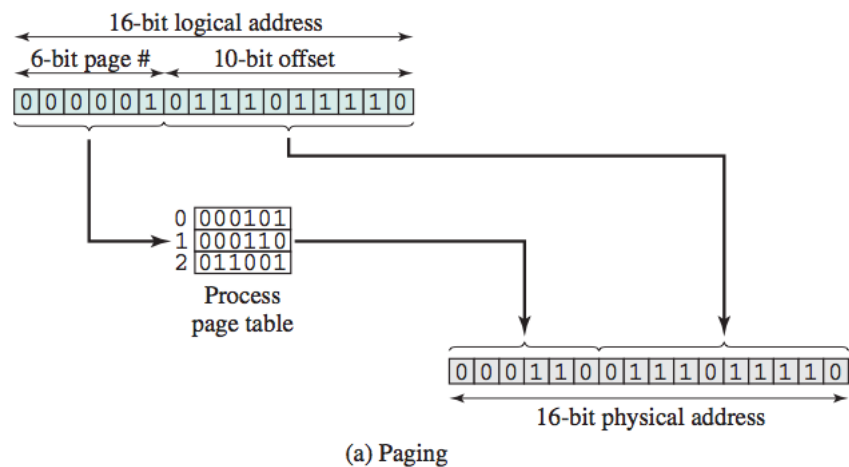 16-bit logical address
6-bit page # 10-bit offset
0 0 0 0 0 1 0 1 1 1 0 1 1 1 1 0
0 000101
1 000110
2 011001
Process
page table
0 0 0 1 1 0 0 1 1 1 0 1 1 1 1 0
16-bit physical address
(a) Paging